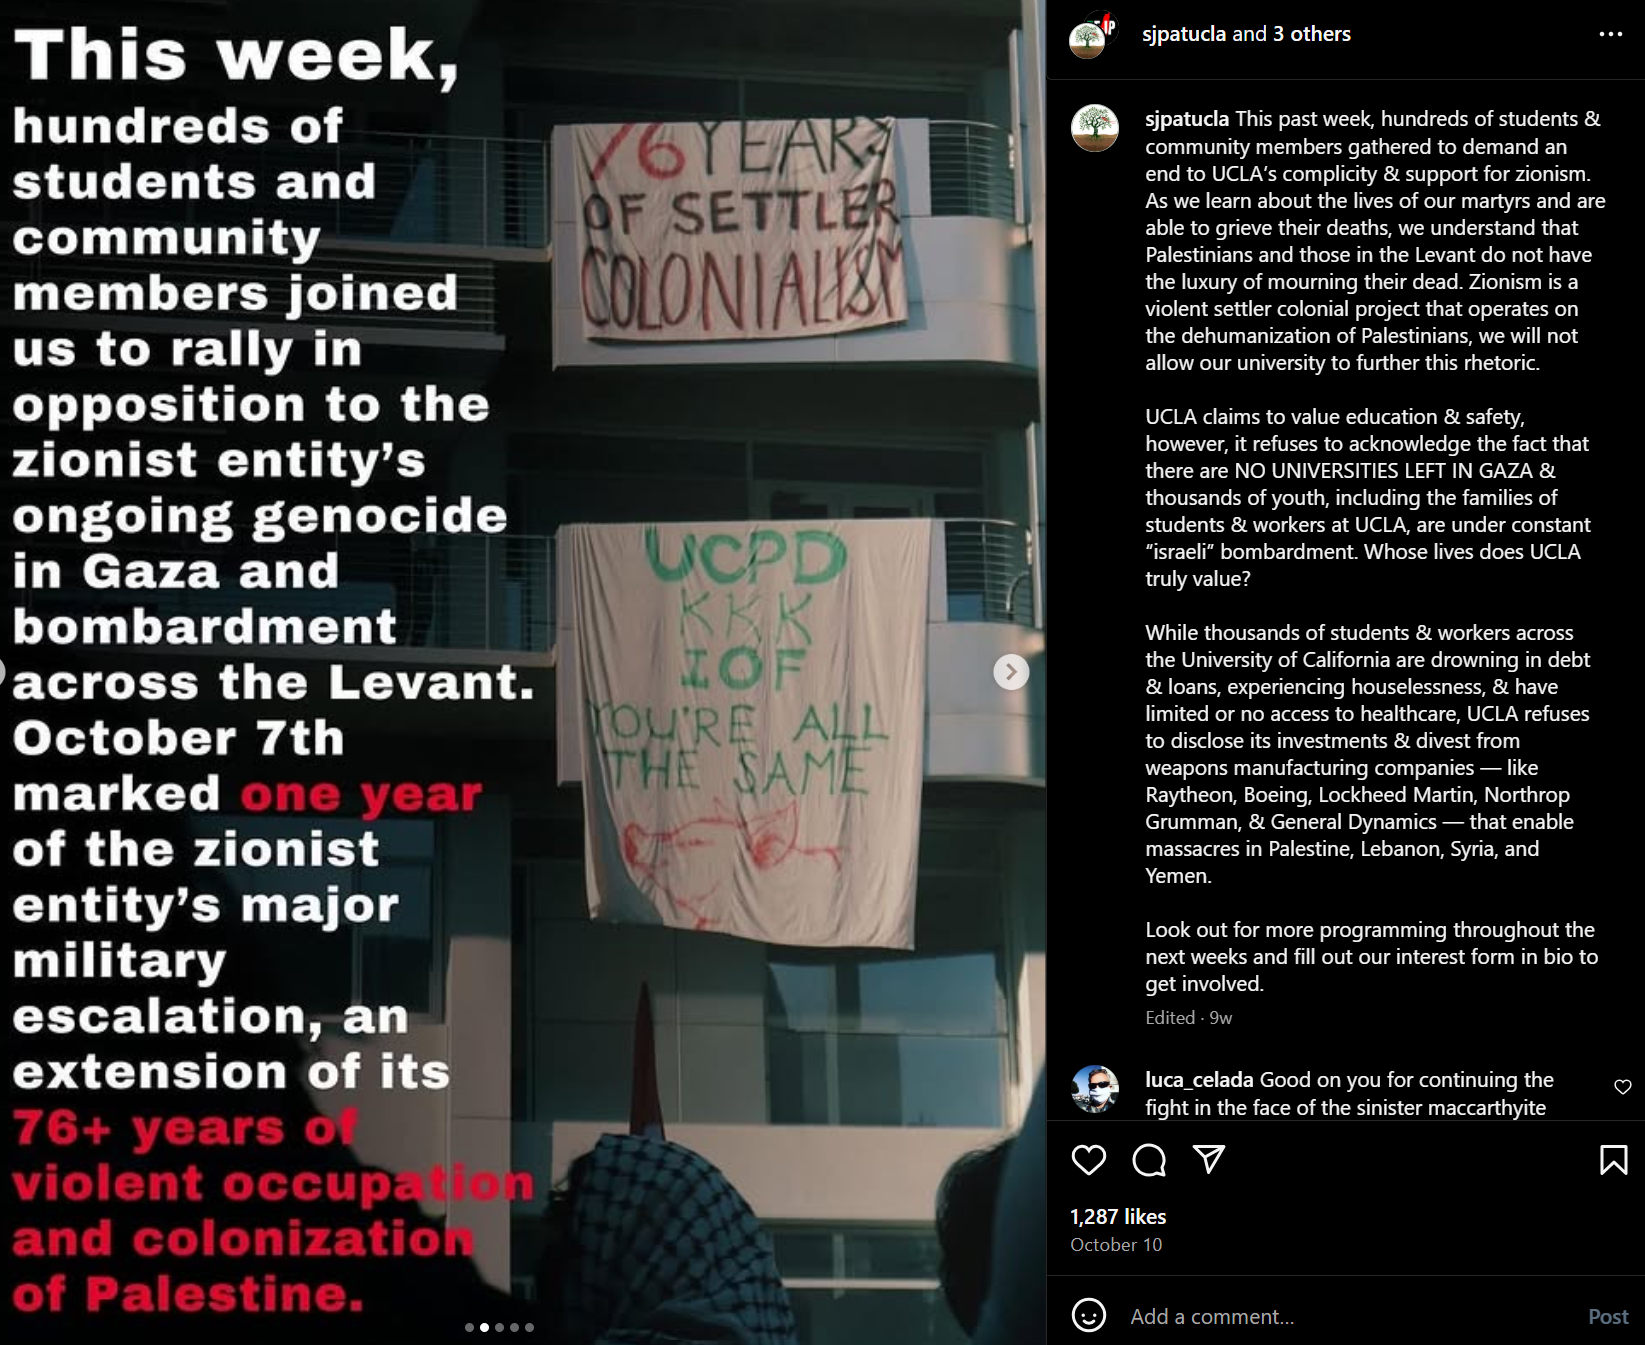 This week,
hundreds of
students and
community
members joined
us to rally in
opposition to the
zionist entity's
ongoing genocide
in Gaza and
bombardment
across the Levant.
October 7th
marked one year
of the zionist
entity's major
military
escalation, an
extension of its
76+ years of
violent occupation
and colonization
of Palestine.
76 YEARS
OF SETTLER
COLONIALISM
UCPD
KKK
IOF
YOU'RE ALL
THE SAME
sjpatucla and 3 others
sjpatucla This past week, hundreds of students &
community members gathered to demand an
end to UCLA's complicity & support for zionism.
As we learn about the lives of our martyrs and are
able to grieve their deaths, we understand that
Palestinians and those in the Levant do not have
the luxury of mourning their dead. Zionism is a
violent settler colonial project that operates on
the dehumanization of Palestinians, we will not
allow our university to further this rhetoric.
UCLA claims to value education & safety,
however, it refuses to acknowledge the fact that
there are NO UNIVERSITIES LEFT IN GAZA &
thousands of youth, including the families of
students & workers at UCLA, are under constant
"israeli" bombardment. Whose lives does UCLA
truly value?
While thousands of students & workers across
the University of California are drowning in debt
& loans, experiencing houselessness, & have
limited or no access to healthcare, UCLA refuses
to disclose its investments & divest from
weapons manufacturing companies — like
Raytheon, Boeing, Lockheed Martin, Northrop
Grumman, & General Dynamics — that enable
massacres in Palestine, Lebanon, Syria, and
Yemen.
Look out for more programming throughout the
next weeks and fill out our interest form in bio to
get involved.
Edited · 9w
luca_celada Good on you for continuing the
fight in the face of the sinister maccarthyite
1,287 likes
October 10
Add a comment...
Post